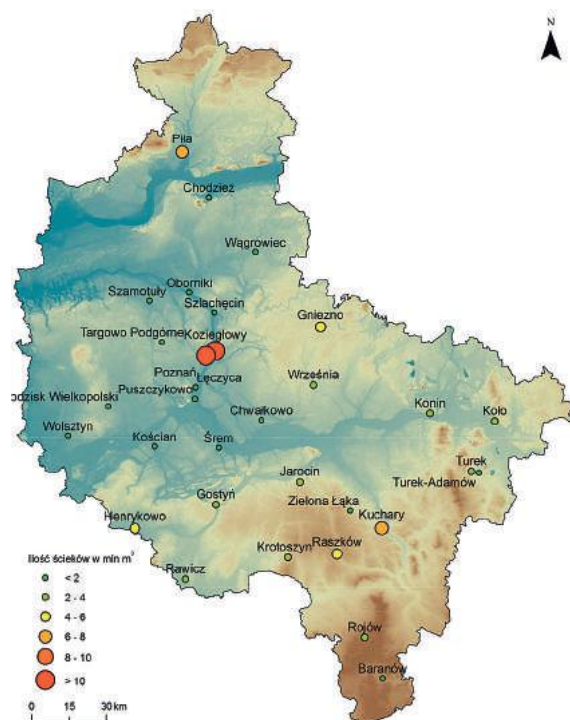 N
Piła
Chodzież
Wągrowiec
Oborniki
Szamotuły
Szlachęcin
Gniezno
Targowo Podgórne
Koziegłowy
Poznań
Łęczyca
Września
Puszczykowo
odzisk Wielkopolski
Chwałkowo
Konin
Koło
Wolsztyn
Kościan
Śrem
Jarocin
Turek
Turek-Adamów
Gostyń
Zielona Łąka
Henrykowo
Kuchary
Raszków
Krotoszyn
Rawicz
Rojów
Baranów
Ilość ścieków w mln m³
< 2
2 - 4
4 - 6
6 - 8
8 - 10
> 10
0 15 30 km